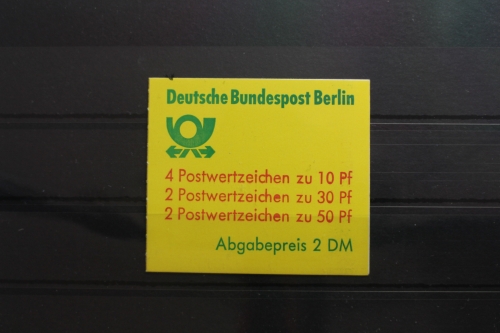 Deutsche Bundespost Berlin
4 Postwertzeichen zu 10 Pf
2 Postwertzeichen zu 30 Pf
2 Postwertzeichen zu 50 Pf
Abgabepreis 2 DM